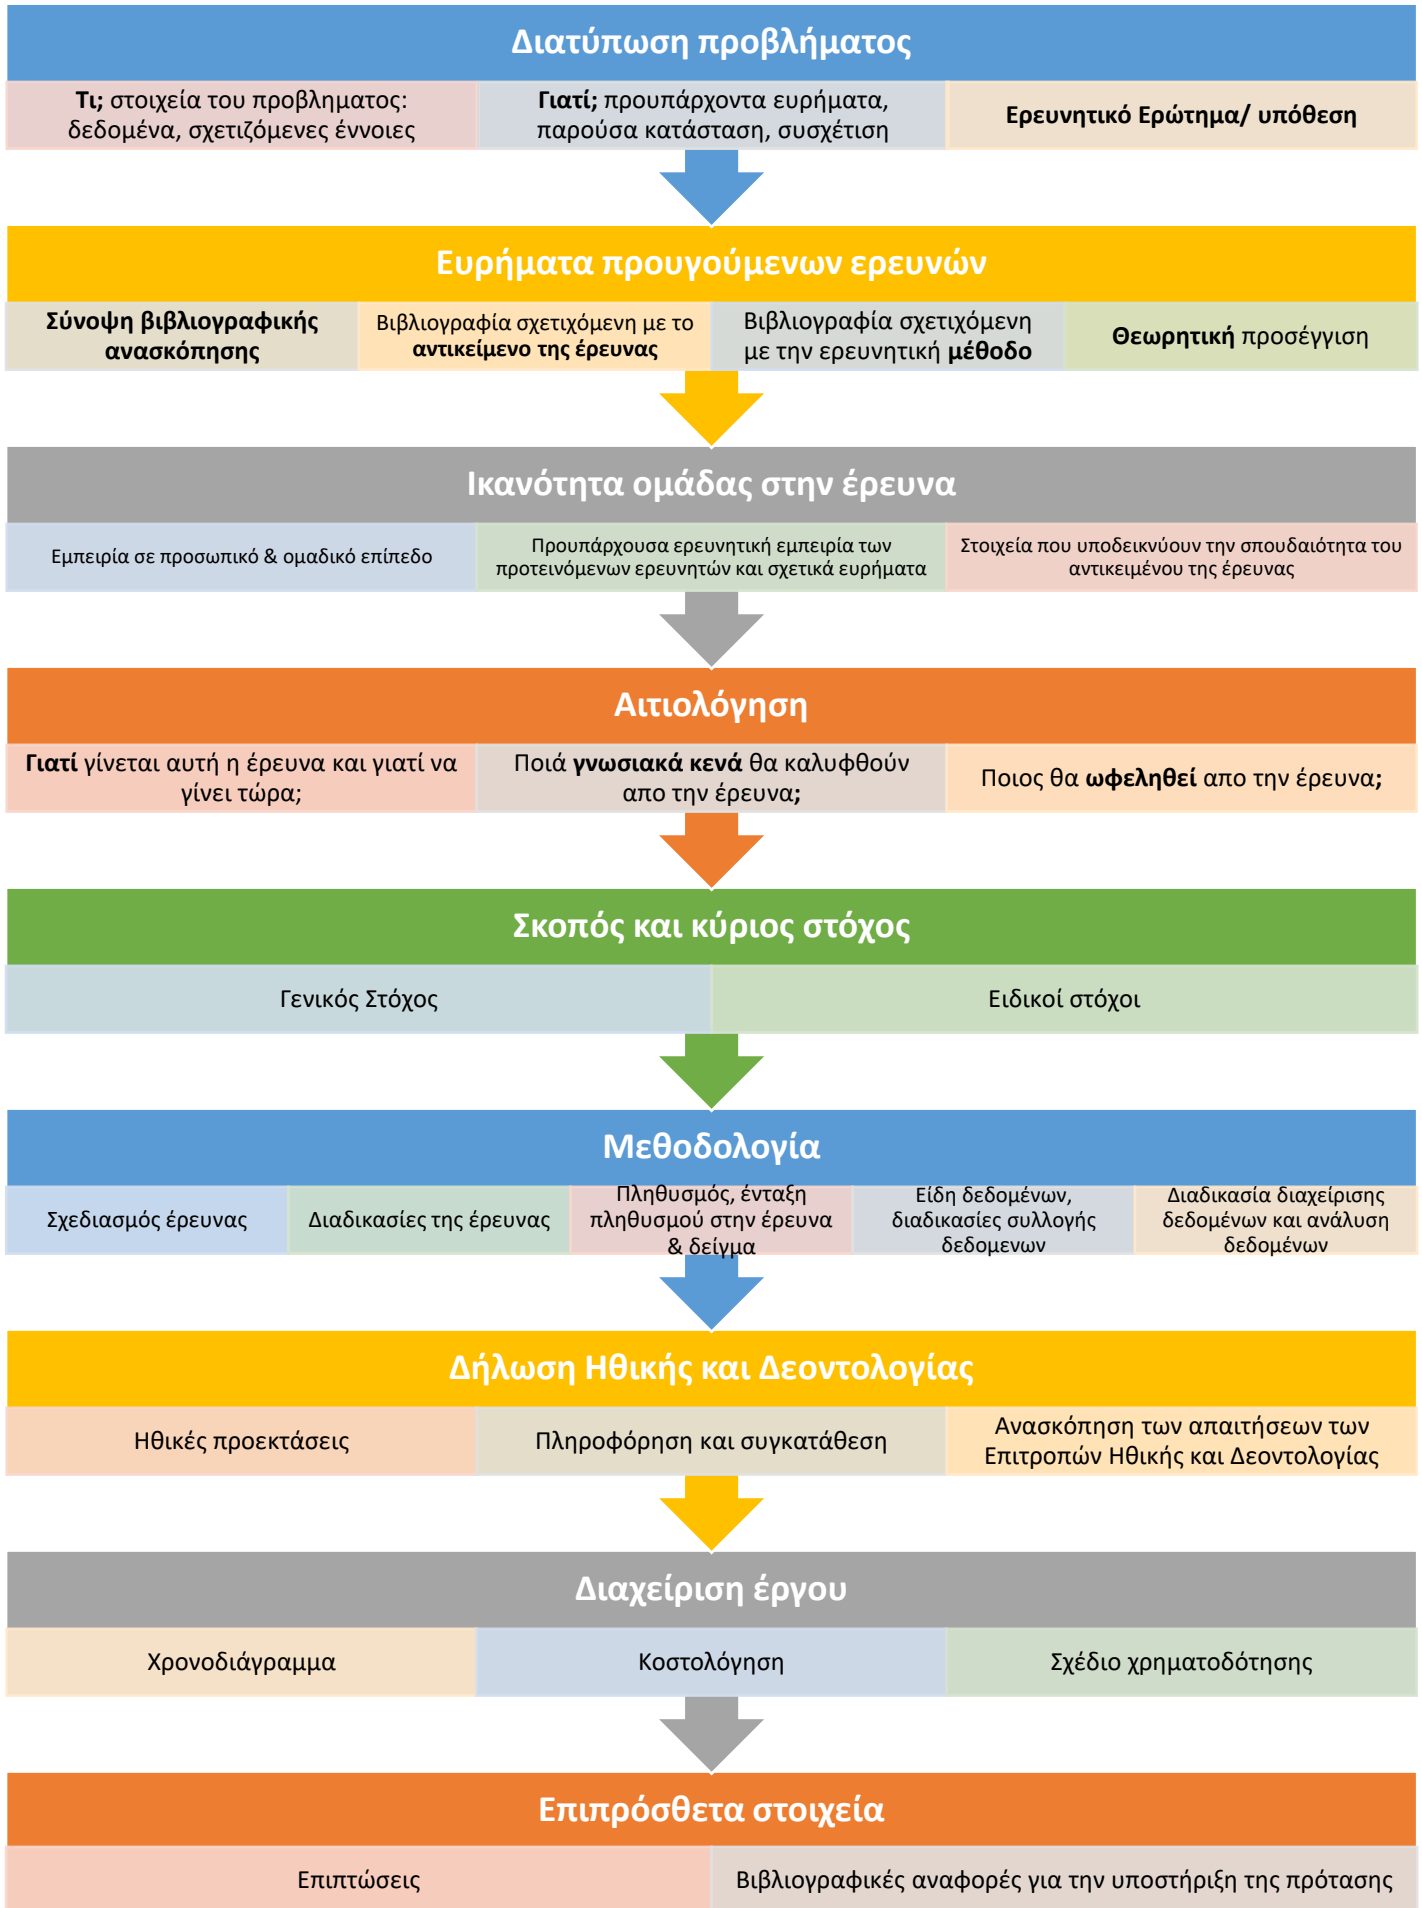 Διατύπωση προβλήματος
Τι; στοιχεία του προβληματος:
δεδομένα, σχετιζόμενες έννοιες
Γιατί; προυπάρχοντα ευρήματα,
παρούσα κατάσταση, συσχέτιση
Ερευνητικό Ερώτημα/ υπόθεση
Ευρήματα προυγούμενων ερευνών
Σύνοψη βιβλιογραφικής
ανασκόπησης
Βιβλιογραφία σχετιχόμενη με το
αντικείμενο της έρευνας
Βιβλιογραφία σχετιχόμενη
με την ερευνητική μέθοδο
Θεωρητική προσέγγιση
Ικανότητα ομάδας στην έρευνα
Εμπειρία σε προσωπικό & ομαδικό επίπεδο
Προυπάρχουσα ερευνητική εμπειρία των
προτεινόμενων ερευνητών και σχετικά ευρήματα
Στοιχεία που υποδεικνύουν την σπουδαιότητα του
αντικειμένου της έρευνας
Αιτιολόγηση
Γιατί γίνεται αυτή η έρευνα και γιατί να
γίνει τώρα;
Ποιά γνωσιακά κενά θα καλυφθούν
απο την έρευνα;
Ποιος θα ωφεληθεί απο την έρευνα;
Σκοπός και κύριος στόχος
Γενικός Στόχος
Ειδικοί στόχοι
Μεθοδολογία
Σχεδιασμός έρευνας
Διαδικασίες της έρευνας
Πληθυσμός, ένταξη
πληθυσμού στην έρευνα
& δείγμα
Είδη δεδομένων,
διαδικασίες συλλογής
δεδομενων
Διαδικασία διαχείρισης
δεδομένων και ανάλυση
δεδομένων
Δήλωση Ηθικής και Δεοντολογίας
Ηθικές προεκτάσεις
Πληροφόρηση και συγκατάθεση
Ανασκόπηση των απαιτήσεων των
Επιτροπών Ηθικής και Δεοντολογίας
Διαχείριση έργου
Χρονοδιάγραμμα
Κοστολόγηση
Σχέδιο χρηματοδότησης
Επιπρόσθετα στοιχεία
Επιπτώσεις
Βιβλιογραφικές αναφορές για την υποστήριξη της πρότασης